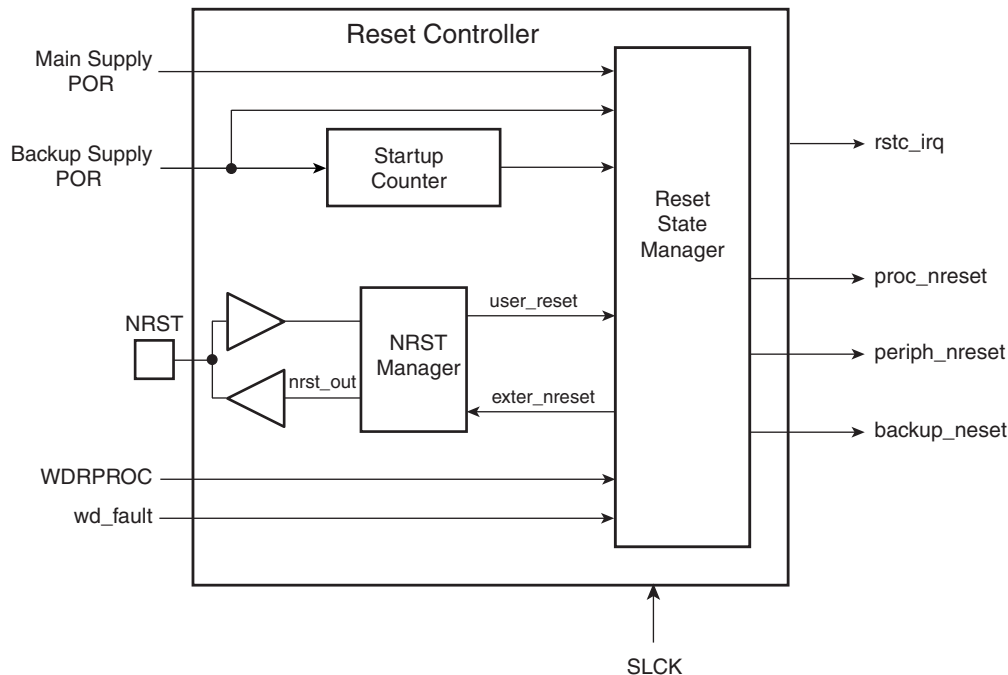 Reset Controller
Main Supply
POR
Backup Supply
POR
Startup
Counter
Reset
State
Manager
rstc_irq
proc_nreset
user_reset
NRST
NRST
Manager
periph_nreset
nrst_out
exter_nreset
backup_neset
WDRPROC
wd_fault
SLCK